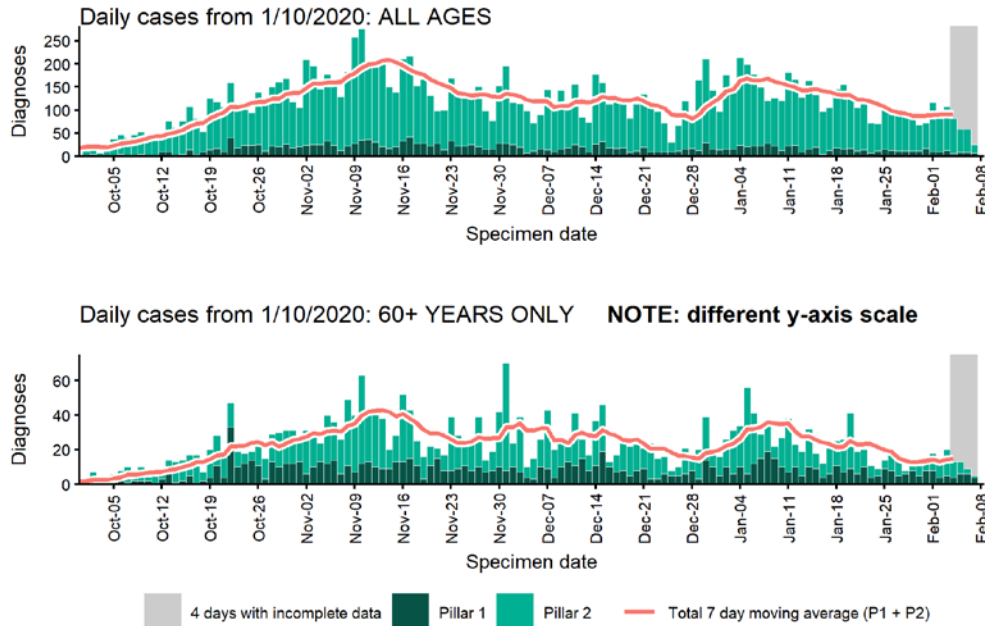 Daily cases from 1/10/2020: ALL AGES
Diagnoses
250
200
150
100
50
0
Oct-05 Oct-12 Oct-19 Oct-26 Nov-02 Nov-09 Nov-16 Nov-23 Nov-30 Dec-07 Dec-14 Dec-21 Dec-28 Jan-04 Jan-11 Jan-18 Jan-25 Feb-01 Feb-08
Specimen date
Daily cases from 1/10/2020: 60+ YEARS ONLY NOTE: different y-axis scale
Diagnoses
60
40
20
0
Oct-05 Oct-12 Oct-19 Oct-26 Nov-02 Nov-09 Nov-16 Nov-23 Nov-30 Dec-07 Dec-14 Dec-21 Dec-28 Jan-04 Jan-11 Jan-18 Jan-25 Feb-01 Feb-08
Specimen date
4 days with incomplete data Pillar 1 Pillar 2 Total 7 day moving average (P1 + P2)